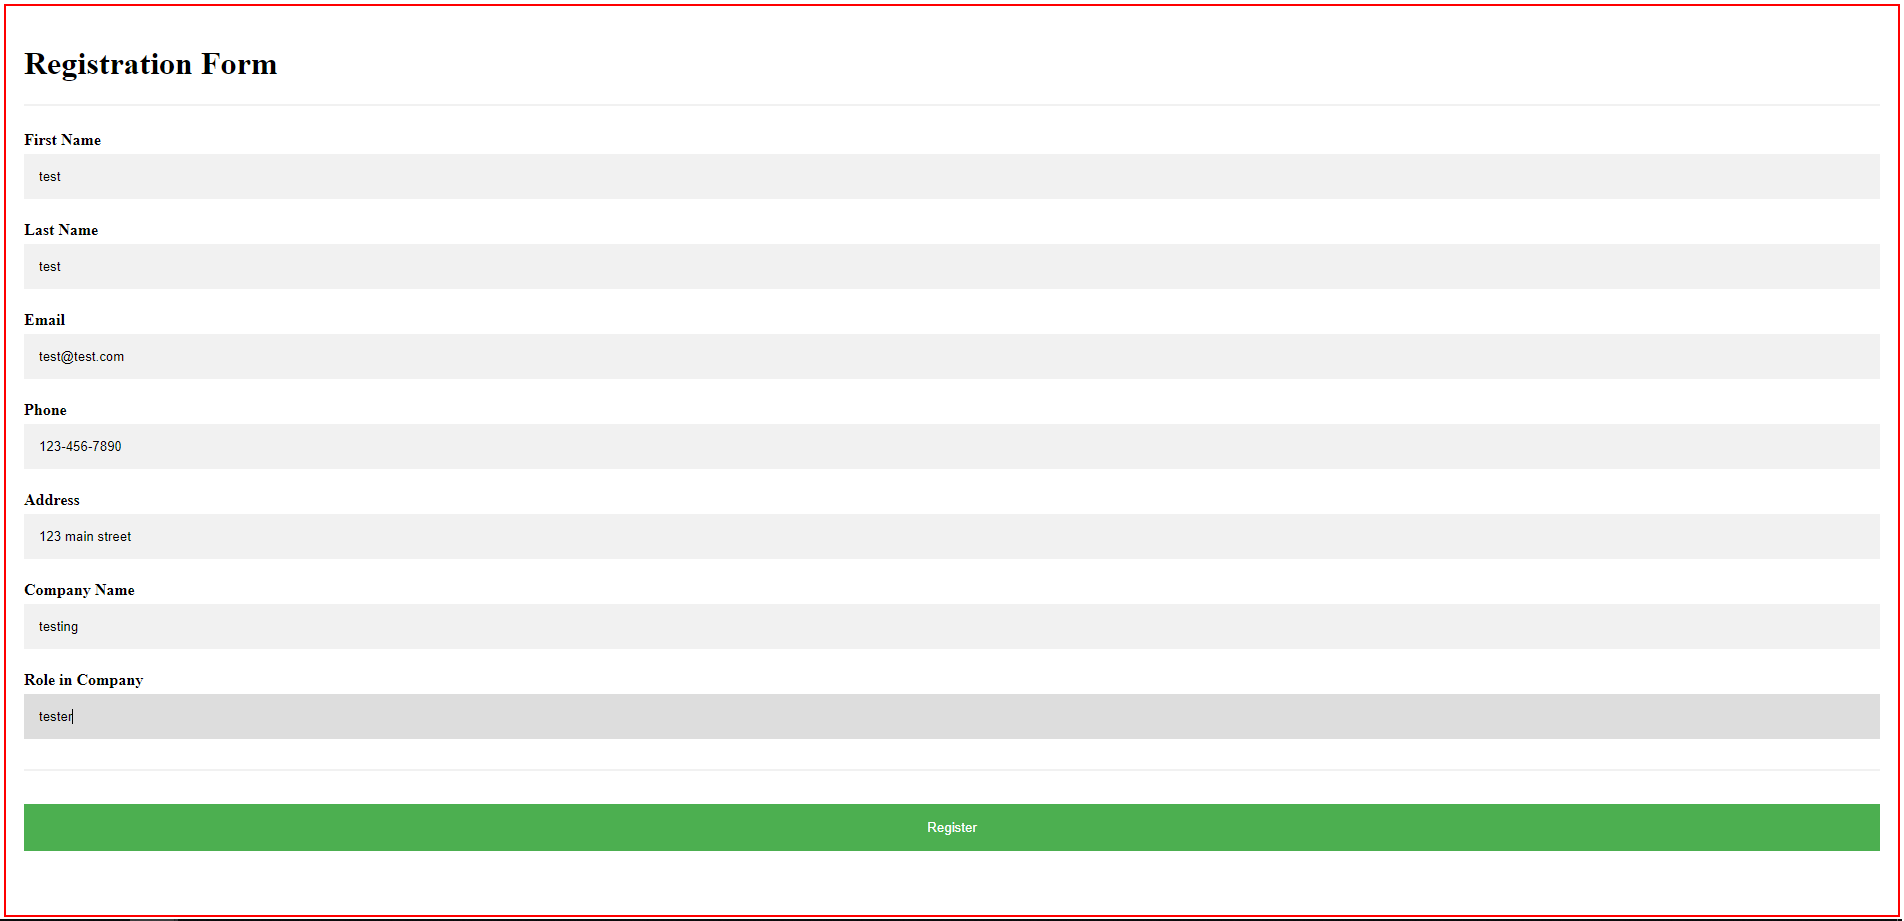 Registration Form
First Name
test
Last Name
test
Email
test@test.com
Phone
123-456-7890
Address
123 main street
Company Name
testing
Role in Company
tester
Register